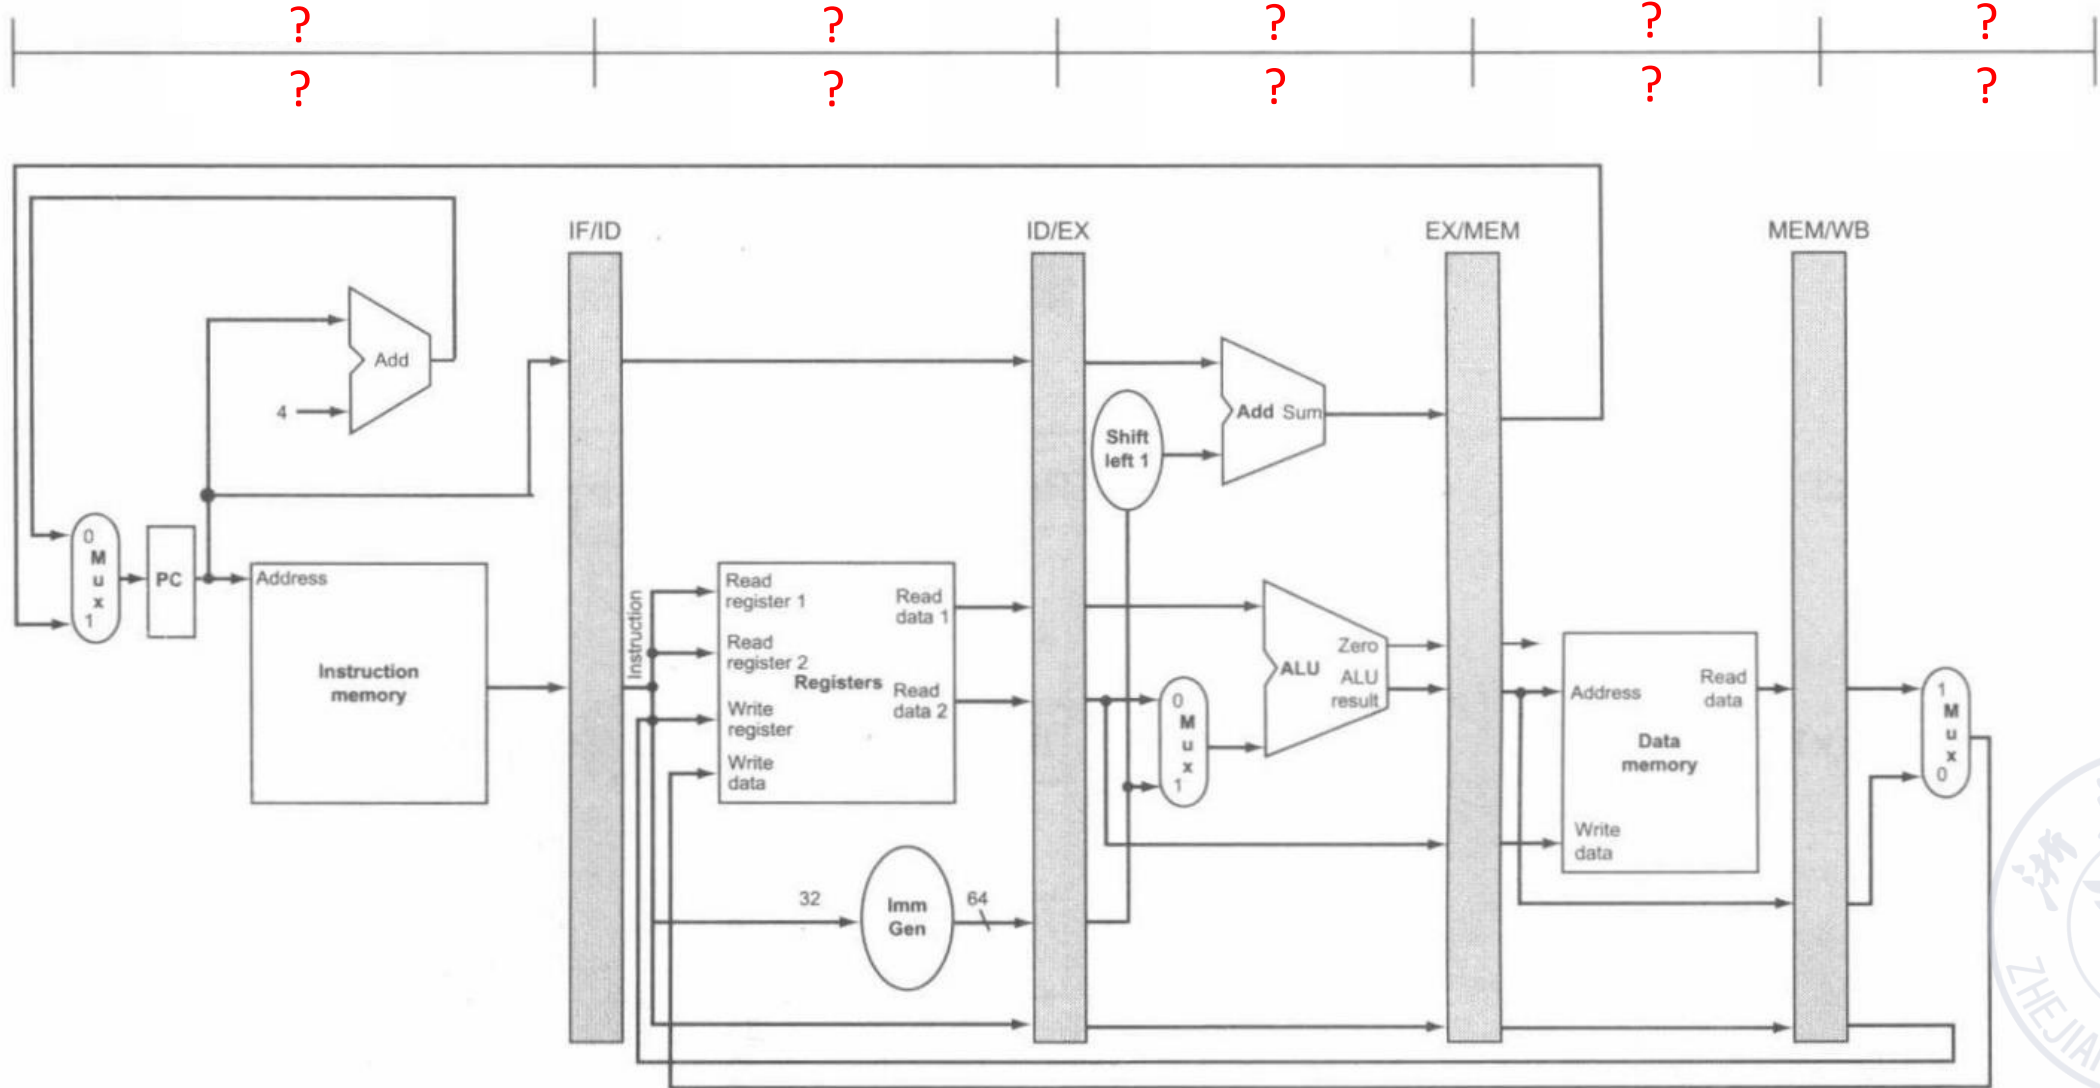 ? ? ? ? ?
? ? ? ? ?
IF/ID
ID/EX
EX/MEM
MEM/WB
Add
4
0
M
u
x
1
PC
Address
Instruction
memory
Instruction
Read
register 1
Read
register 2
Write
register
Write
data
Registers
Read
data 1
Read
data 2
32
Imm
Gen
64
Shift
left 1
Add Sum
0
M
u
x
1
ALU
Zero
ALU
result
Address
Read
data
Data
memory
Write
data
1
M
u
x
0